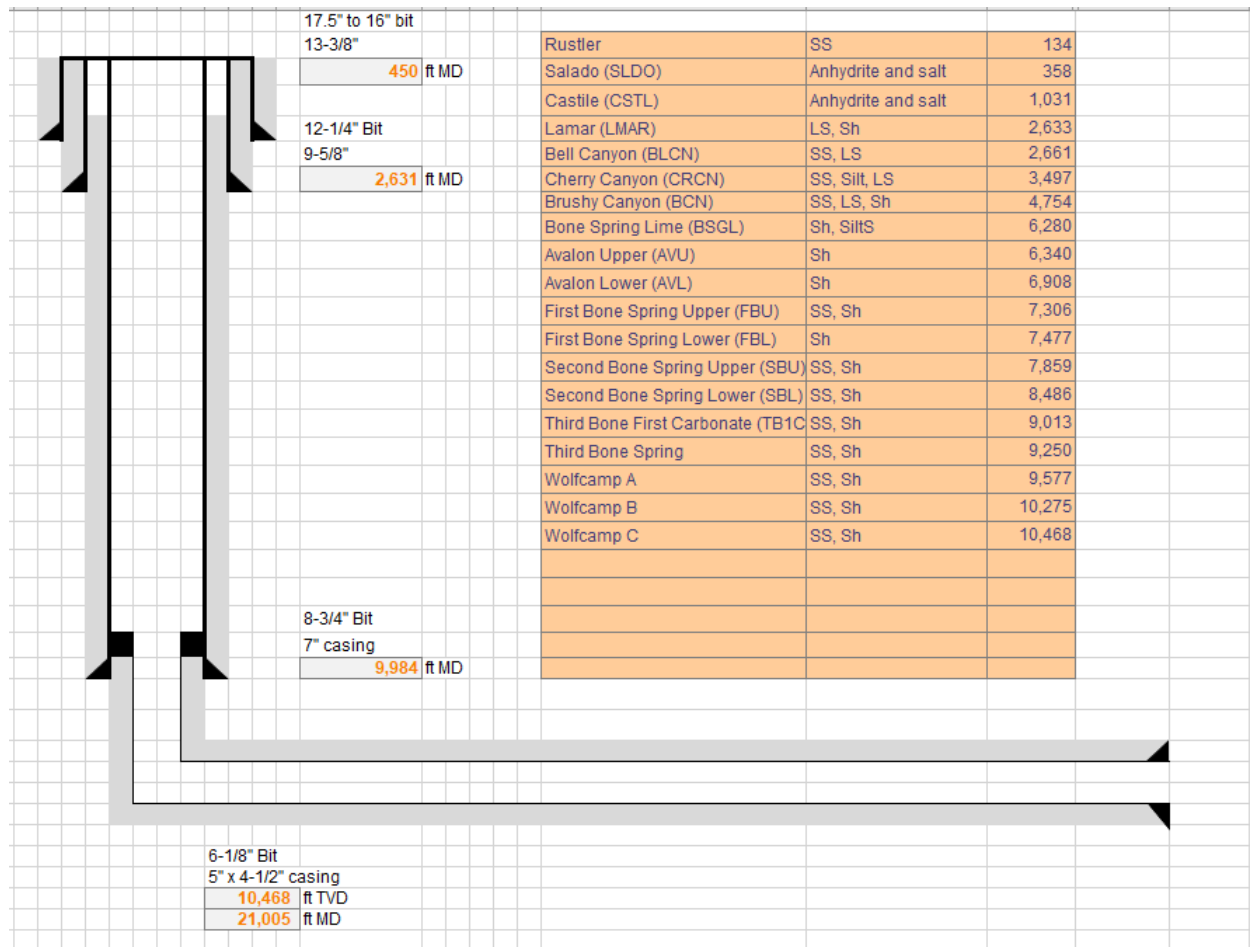 17.5" to 16" bit
13-3/8" Rustler SS 134
450 ft MD Salado (SLDO) Anhydrite and salt 358
Castile (CSTL) Anhydrite and salt 1,031
12-1/4" Bit Lamar (LMAR) LS, Sh 2,633
9-5/8" Bell Canyon (BLCN) SS, LS 2,661
2,631 ft MD Cherry Canyon (CRCN) SS, Silt, LS 3,497
Brushy Canyon (BCN) SS, LS, Sh 4,754
Bone Spring Lime (BSGL) Sh, SiltS 6,280
Avalon Upper (AVU) Sh 6,340
Avalon Lower (AVL) Sh 6,908
First Bone Spring Upper (FBU) SS, Sh 7,306
First Bone Spring Lower (FBL) Sh 7,477
Second Bone Spring Upper (SBU) SS, Sh 7,859
Second Bone Spring Lower (SBL) SS, Sh 8,486
Third Bone First Carbonate (TB1C SS, Sh 9,013
Third Bone Spring SS, Sh 9,250
Wolfcamp A SS, Sh 9,577
Wolfcamp B SS, Sh 10,275
Wolfcamp C SS, Sh 10,468
8-3/4" Bit
7" casing
9,984 ft MD
6-1/8" Bit
5" x 4-1/2" casing
10,468 ft TVD
21,005 ft MD